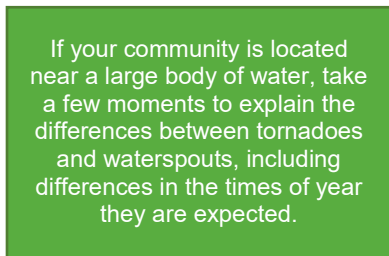 If your community is located
near a large body of water, take
a few moments to explain the
differences between tornadoes
and waterspouts, including
differences in the times of year
they are expected.